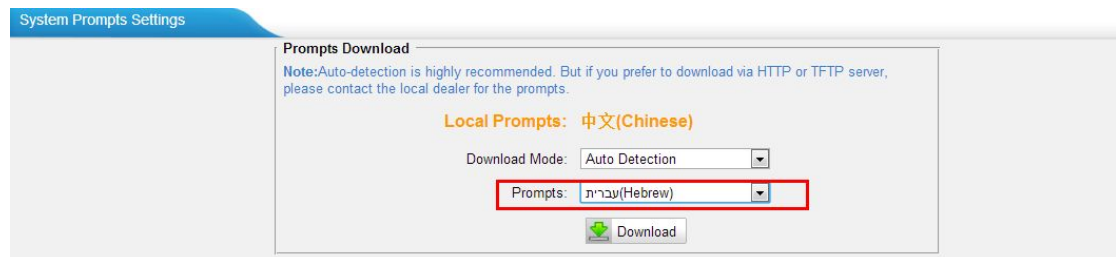 System Prompts Settings
Prompts Download
Note:Auto-detection is highly recommended. But if you prefer to download via HTTP or TFTP server,
please contact the local dealer for the prompts.
Local Prompts: 中文(Chinese)
Download Mode: Auto Detection
Prompts: עברית(Hebrew)
Download